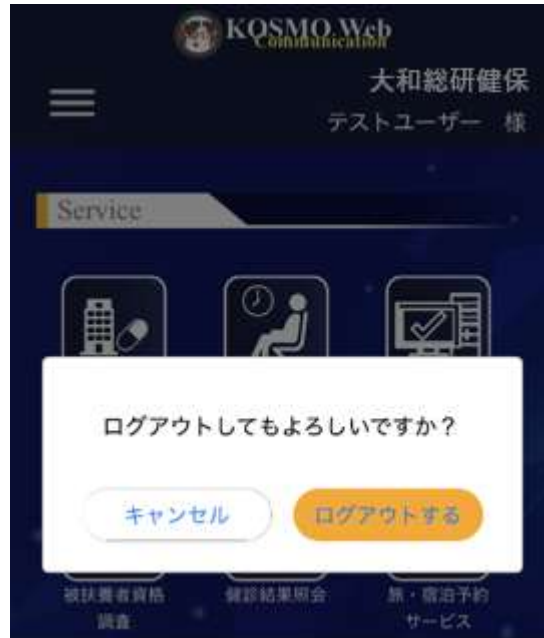 KOSMO Web
Communication
大和総研健保
テストユーザー 様
Service
ログアウトしてもよろしいですか？
キャンセル
ログアウトする
被扶養者資格
調査
健診結果照会
旅・宿泊予約
サービス